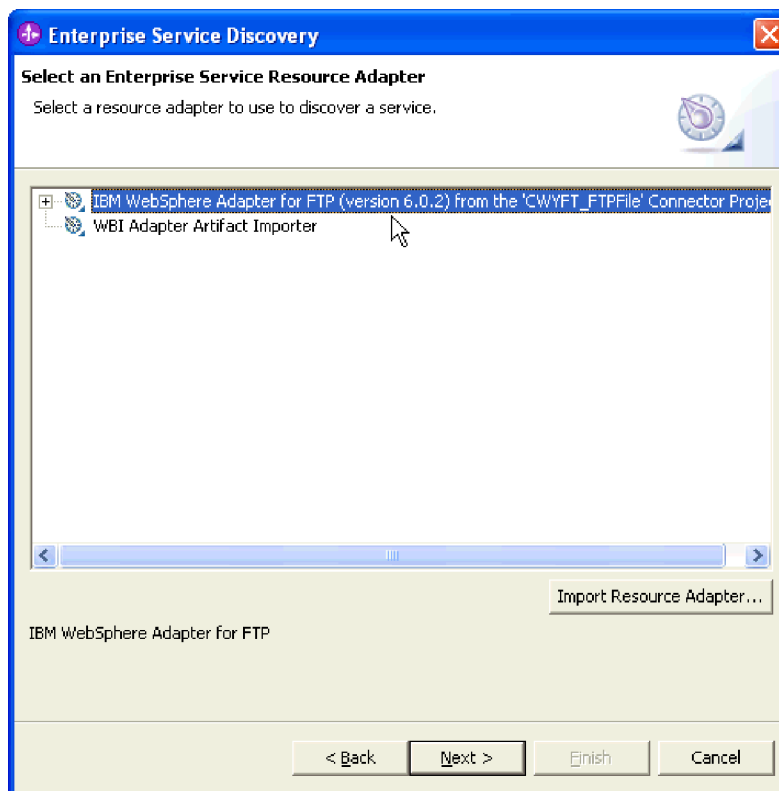 Enterprise Service Discovery
Select an Enterprise Service Resource Adapter
Select a resource adapter to use to discover a service.
IBM WebSphere Adapter for FTP (version 6.0.2) from the 'CWYFT_FTPFile' Connector Proje
WBI Adapter Artifact Importer
Import Resource Adapter...
IBM WebSphere Adapter for FTP
< Back Next > Finish Cancel